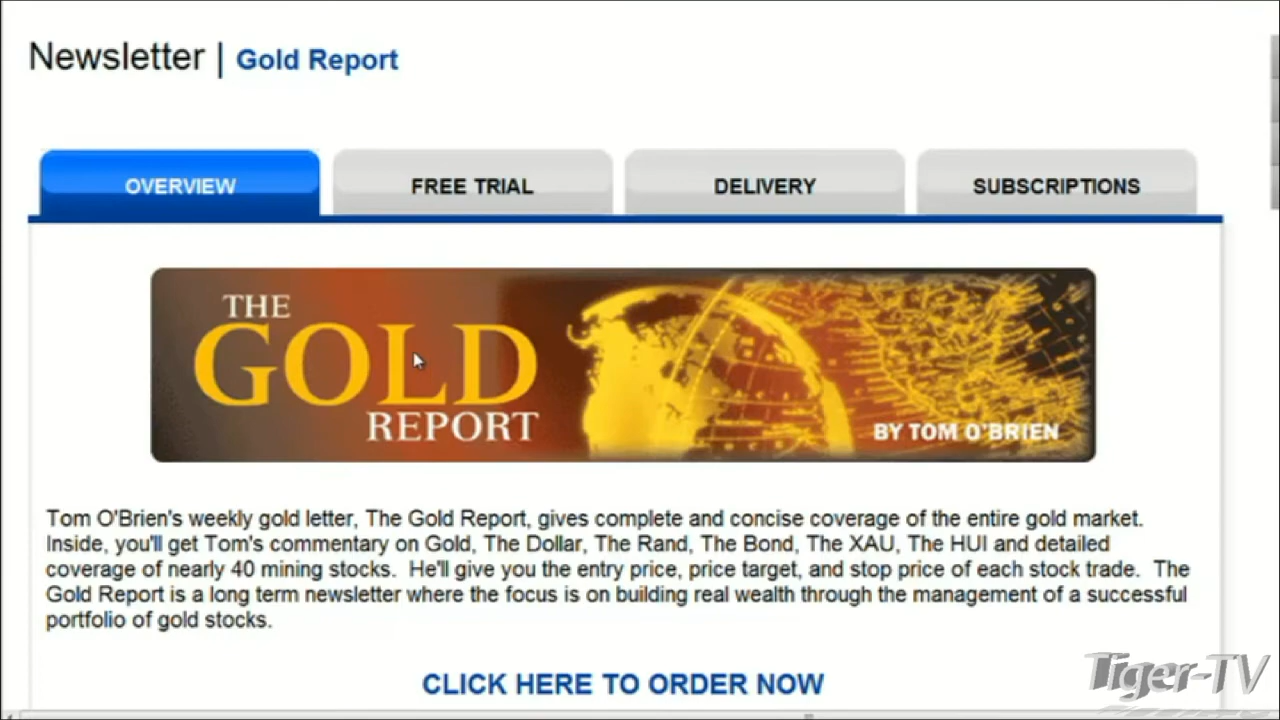 Newsletter | Gold Report
OVERVIEW
FREE TRIAL
DELIVERY
SUBSCRIPTIONS
THE
GOLD
REPORT
BY TOM O'BRIEN
Tom O'Brien's weekly gold letter, The Gold Report, gives complete and concise coverage of the entire gold market.
Inside, you'll get Tom's commentary on Gold, The Dollar, The Rand, The Bond, The XAU, The HUI and detailed
coverage of nearly 40 mining stocks.  He'll give you the entry price, price target, and stop price of each stock trade.  The
Gold Report is a long term newsletter where the focus is on building real wealth through the management of a successful
portfolio of gold stocks.
CLICK HERE TO ORDER NOW
Tiger-TV